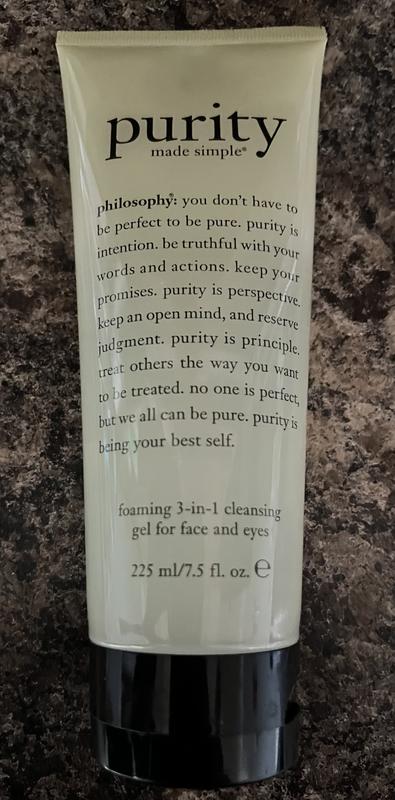 purity
made simple®
philosophy®: you don't have to
be perfect to be pure. purity is
intention. be truthful with your
words and actions. keep your
promises. purity is perspective.
keep an open mind, and reserve
judgment. purity is principle.
treat others the way you want
to be treated. no one is perfect,
but we all can be pure. purity is
being your best self.
foaming 3-in-1 cleansing
gel for face and eyes
225 ml/7.5 fl. oz. ℮